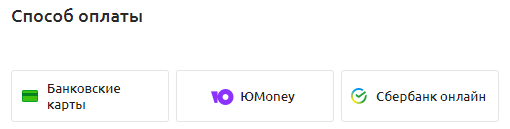 Способ оплаты
Банковские
карты
ЮMoney
Сбербанк онлайн